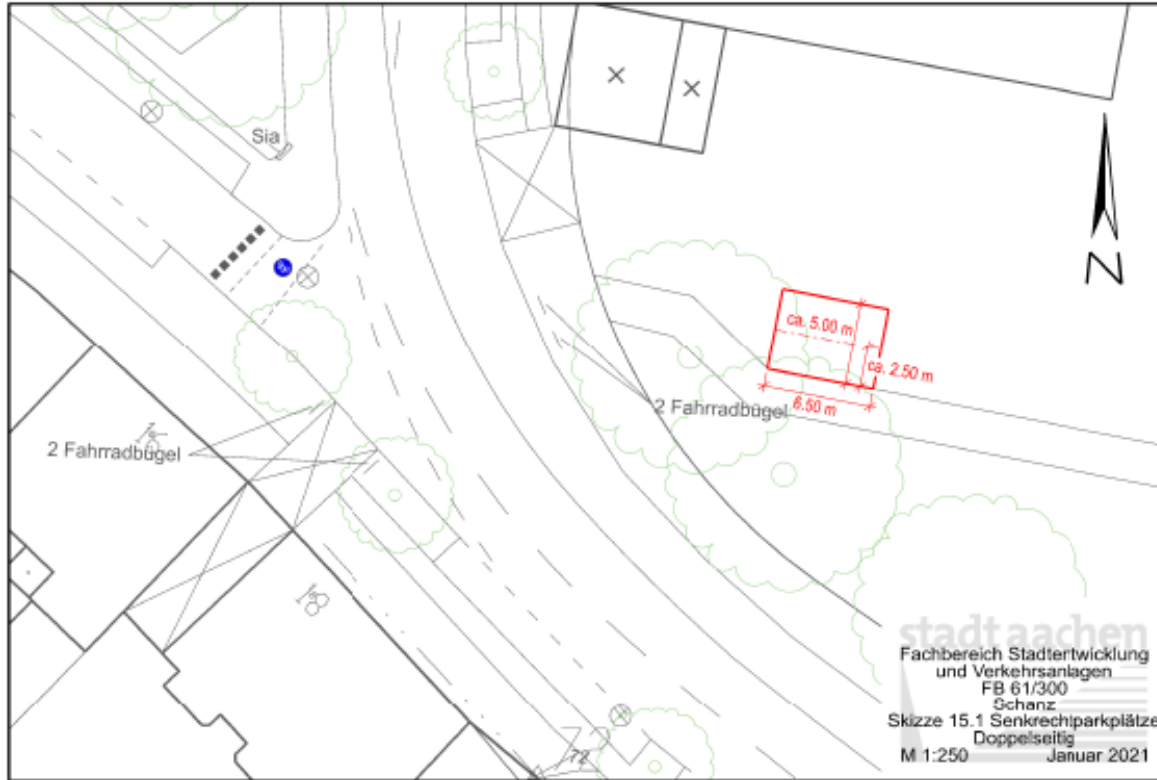 Sia
N
ca. 5.00 m
ca. 2.50 m
6.50 m
2 Fahrradbügel
2 Fahrradbügel
stadt aachen
Fachbereich Stadtentwicklung
und Verkehrsanlagen
FB 61/300
Schanz
Skizze 15.1 Senkrechtparkplätze
Doppelseitig
M 1:250 Januar 2021